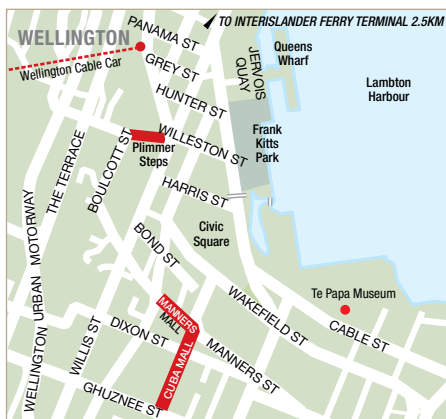 TO INTERISLANDER FERRY TERMINAL 2.5KM
PANAMA ST
WELLINGTON
Wellington Cable Car
GREY ST
JERVOIS
QUAY
Queens
Wharf
Lambton
Harbour
HUNTER ST
THE TERRACE
BOULCOTT ST
Plimmer
Steps
WILLESTON ST
Frank
Kitts
Park
HARRIS ST
WELLINGTON URBAN MOTORWAY
BOND ST
Civic
Square
WAKEFIELD ST
Te Papa Museum
CABLE ST
WILLIS ST
DIXON ST
MANNERS
MALL
MANNERS ST
CUBA MALL
GHUZNEE ST